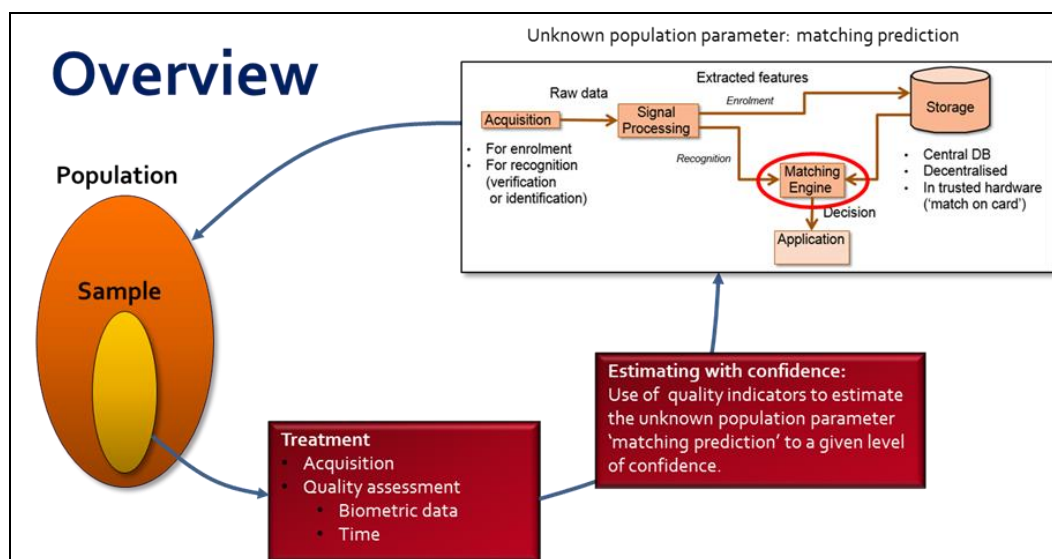 Overview
Unknown population parameter: matching prediction
Extracted features
Raw data
Enrolment
Acquisition
Signal
Processing
Storage
• For enrolment
• For recognition
(verification
or identification)
Recognition
Matching
Engine
• Central DB
• Decentralised
• In trusted hardware
('match on card')
Decision
Application
Population
Sample
Treatment
• Acquisition
• Quality assessment
• Biometric data
• Time
Estimating with confidence:
Use of quality indicators to estimate
the unknown population parameter
'matching prediction' to a given level
of confidence.